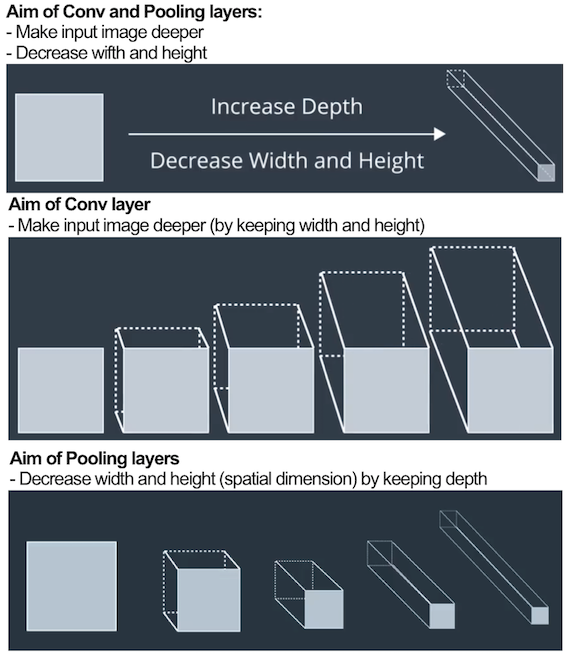 Aim of Conv and Pooling layers:
- Make input image deeper
- Decrease wifth and height
Increase Depth
Decrease Width and Height
Aim of Conv layer
- Make input image deeper (by keeping width and height)
Aim of Pooling layers
- Decrease width and height (spatial dimension) by keeping depth